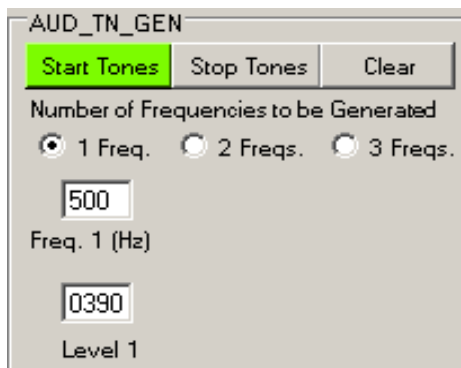 AUD_TN_GEN
Start Tones Stop Tones Clear
Number of Frequencies to be Generated
1 Freq. 2 Freqs. 3 Freqs.
500
Freq. 1 (Hz)
0390
Level 1